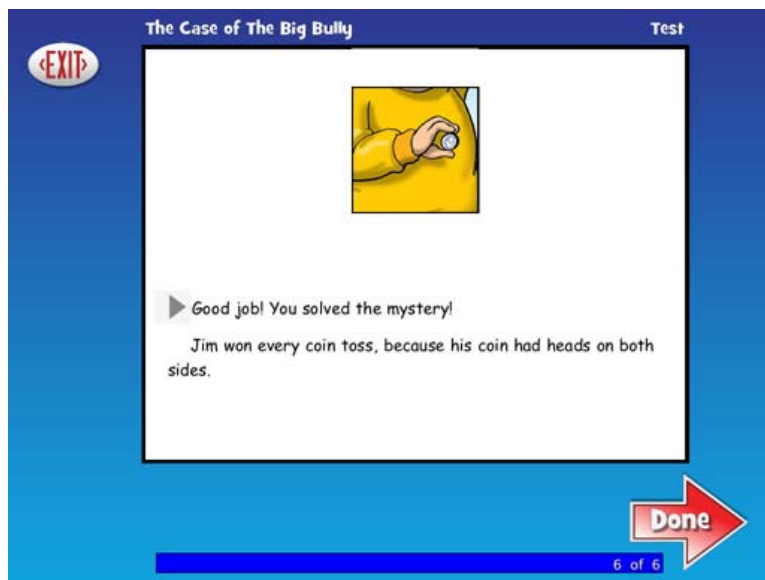 The Case of The Big Bully
Test
‹EXIT›
Good job! You solved the mystery!
Jim won every coin toss, because his coin had heads on both
sides.
Done
6 of 6